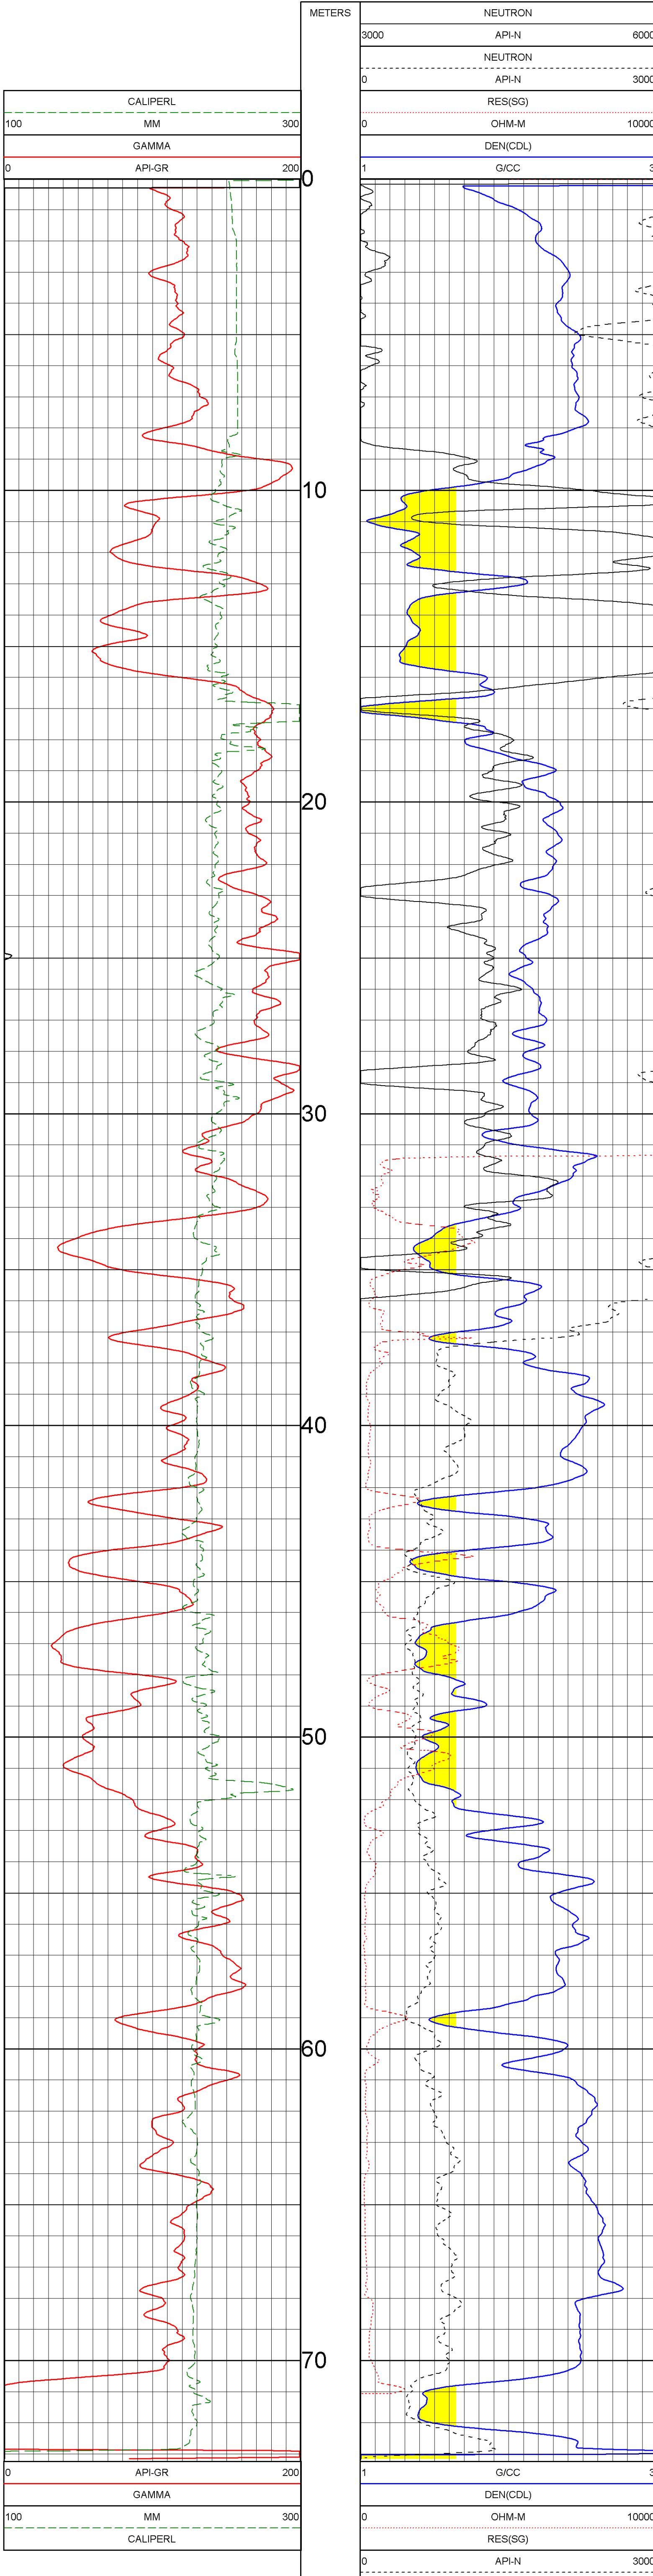 METERS NEUTRON
3000 API-N 6000
NEUTRON
0 API-N 3000
CALIPERL RES(SG)
100 MM 300 0 OHM-M 10000
GAMMA DEN(CDL)
0 API-GR 200 1 G/CC 3
0
10
20
30
40
50
60
70
0 API-GR 200 1 G/CC 3
GAMMA DEN(CDL)
100 MM 300 0 OHM-M 10000
CALIPERL RES(SG)
0 API-N 3000